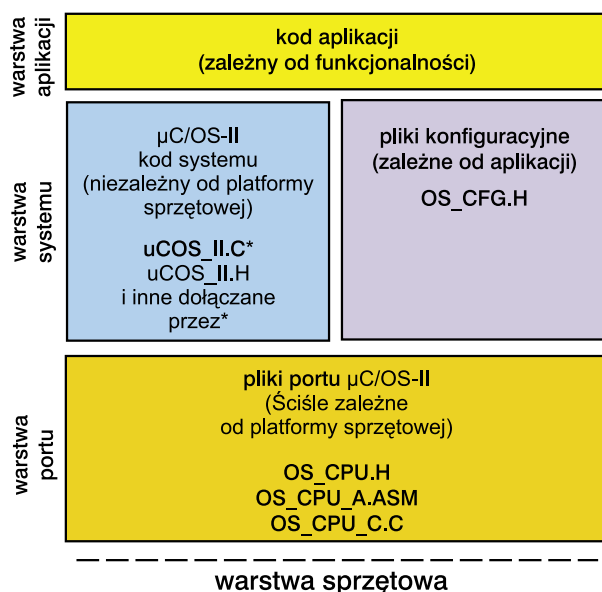 warstwa
aplikacji
kod aplikacji
(zależny od funkcjonalności)
warstwa
systemu
µC/OS-II
kod systemu
(niezależny od platformy
sprzętowej)
uCOS_II.C*
uCOS_II.H
i inne dołączane
przez*
pliki konfiguracyjne
(zależne od aplikacji)
OS_CFG.H
warstwa
portu
pliki portu µC/OS-II
(Ściśle zależne
od platformy sprzętowej)
OS_CPU.H
OS_CPU_A.ASM
OS_CPU_C.C
warstwa sprzętowa